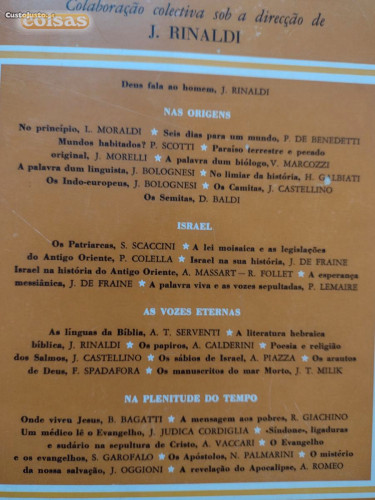 Colaboração colectiva sob a direcção de
CustoJusto
coisas
J. RINALDI
Deus fala ao homem, J. RINALDI
NAS ORIGENS
No princípio, L. MORALDI ★ Seis dias para um mundo, P. DE BENEDETTI
Mundos habitados? P. SCOTTI ★ Paraíso terrestre e pecado
original, J. MORELLI ★ A palavra dum biólogo, V. MARCOZZI
A palavra dum linguista, J. BOLOGNESI ★ No limiar da história, H. GALBIATI
Os Indo-europeus, J. BOLOGNESI ★ Os Camitas, J. CASTELLINO
Os Semitas, D. BALDI
ISRAEL
Os Patriarcas, S. SCACCINI ★ A lei mosaica e as legislações
do Antigo Oriente, P. COLELLA ★ Israel na sua história, J. DE FRAINE
Israel na história do Antigo Oriente, A. MASSART — R. FOLLET ★ A esperança
messiânica, J. DE FRAINE ★ A palavra viva e as vozes sepultadas, P. LEMAIRE
AS VOZES ETERNAS
As línguas da Bíblia, A. T. SERVENTI ★ A literatura hebraica
bíblica, J. RINALDI ★ Os papiros, A. CALDERINI ★ Poesia e religião
dos Salmos, J. CASTELLINO ★ Os sábios de Israel, A. PIAZZA ★ Os arautos
de Deus, F. SPADAFORA ★ Os manuscritos do mar Morto, J. T. MILIK
NA PLENITUDE DO TEMPO
Onde viveu Jesus, B. BAGATTI ★ A mensagem aos pobres, R. GIACHINO
Um médico lê o Evangelho, J. JUDICA CORDIGLIA ★ «Síndone», ligaduras
e sudário na sepultura de Cristo, A. VACCARI ★ O Evangelho
e os evangelhos, S. GAROFALO ★ Os Apóstolos, N. PALMARINI ★ O mistério
da nossa salvação, J. OGGIONI ★ A revelação do Apocalipse, A. ROMEO